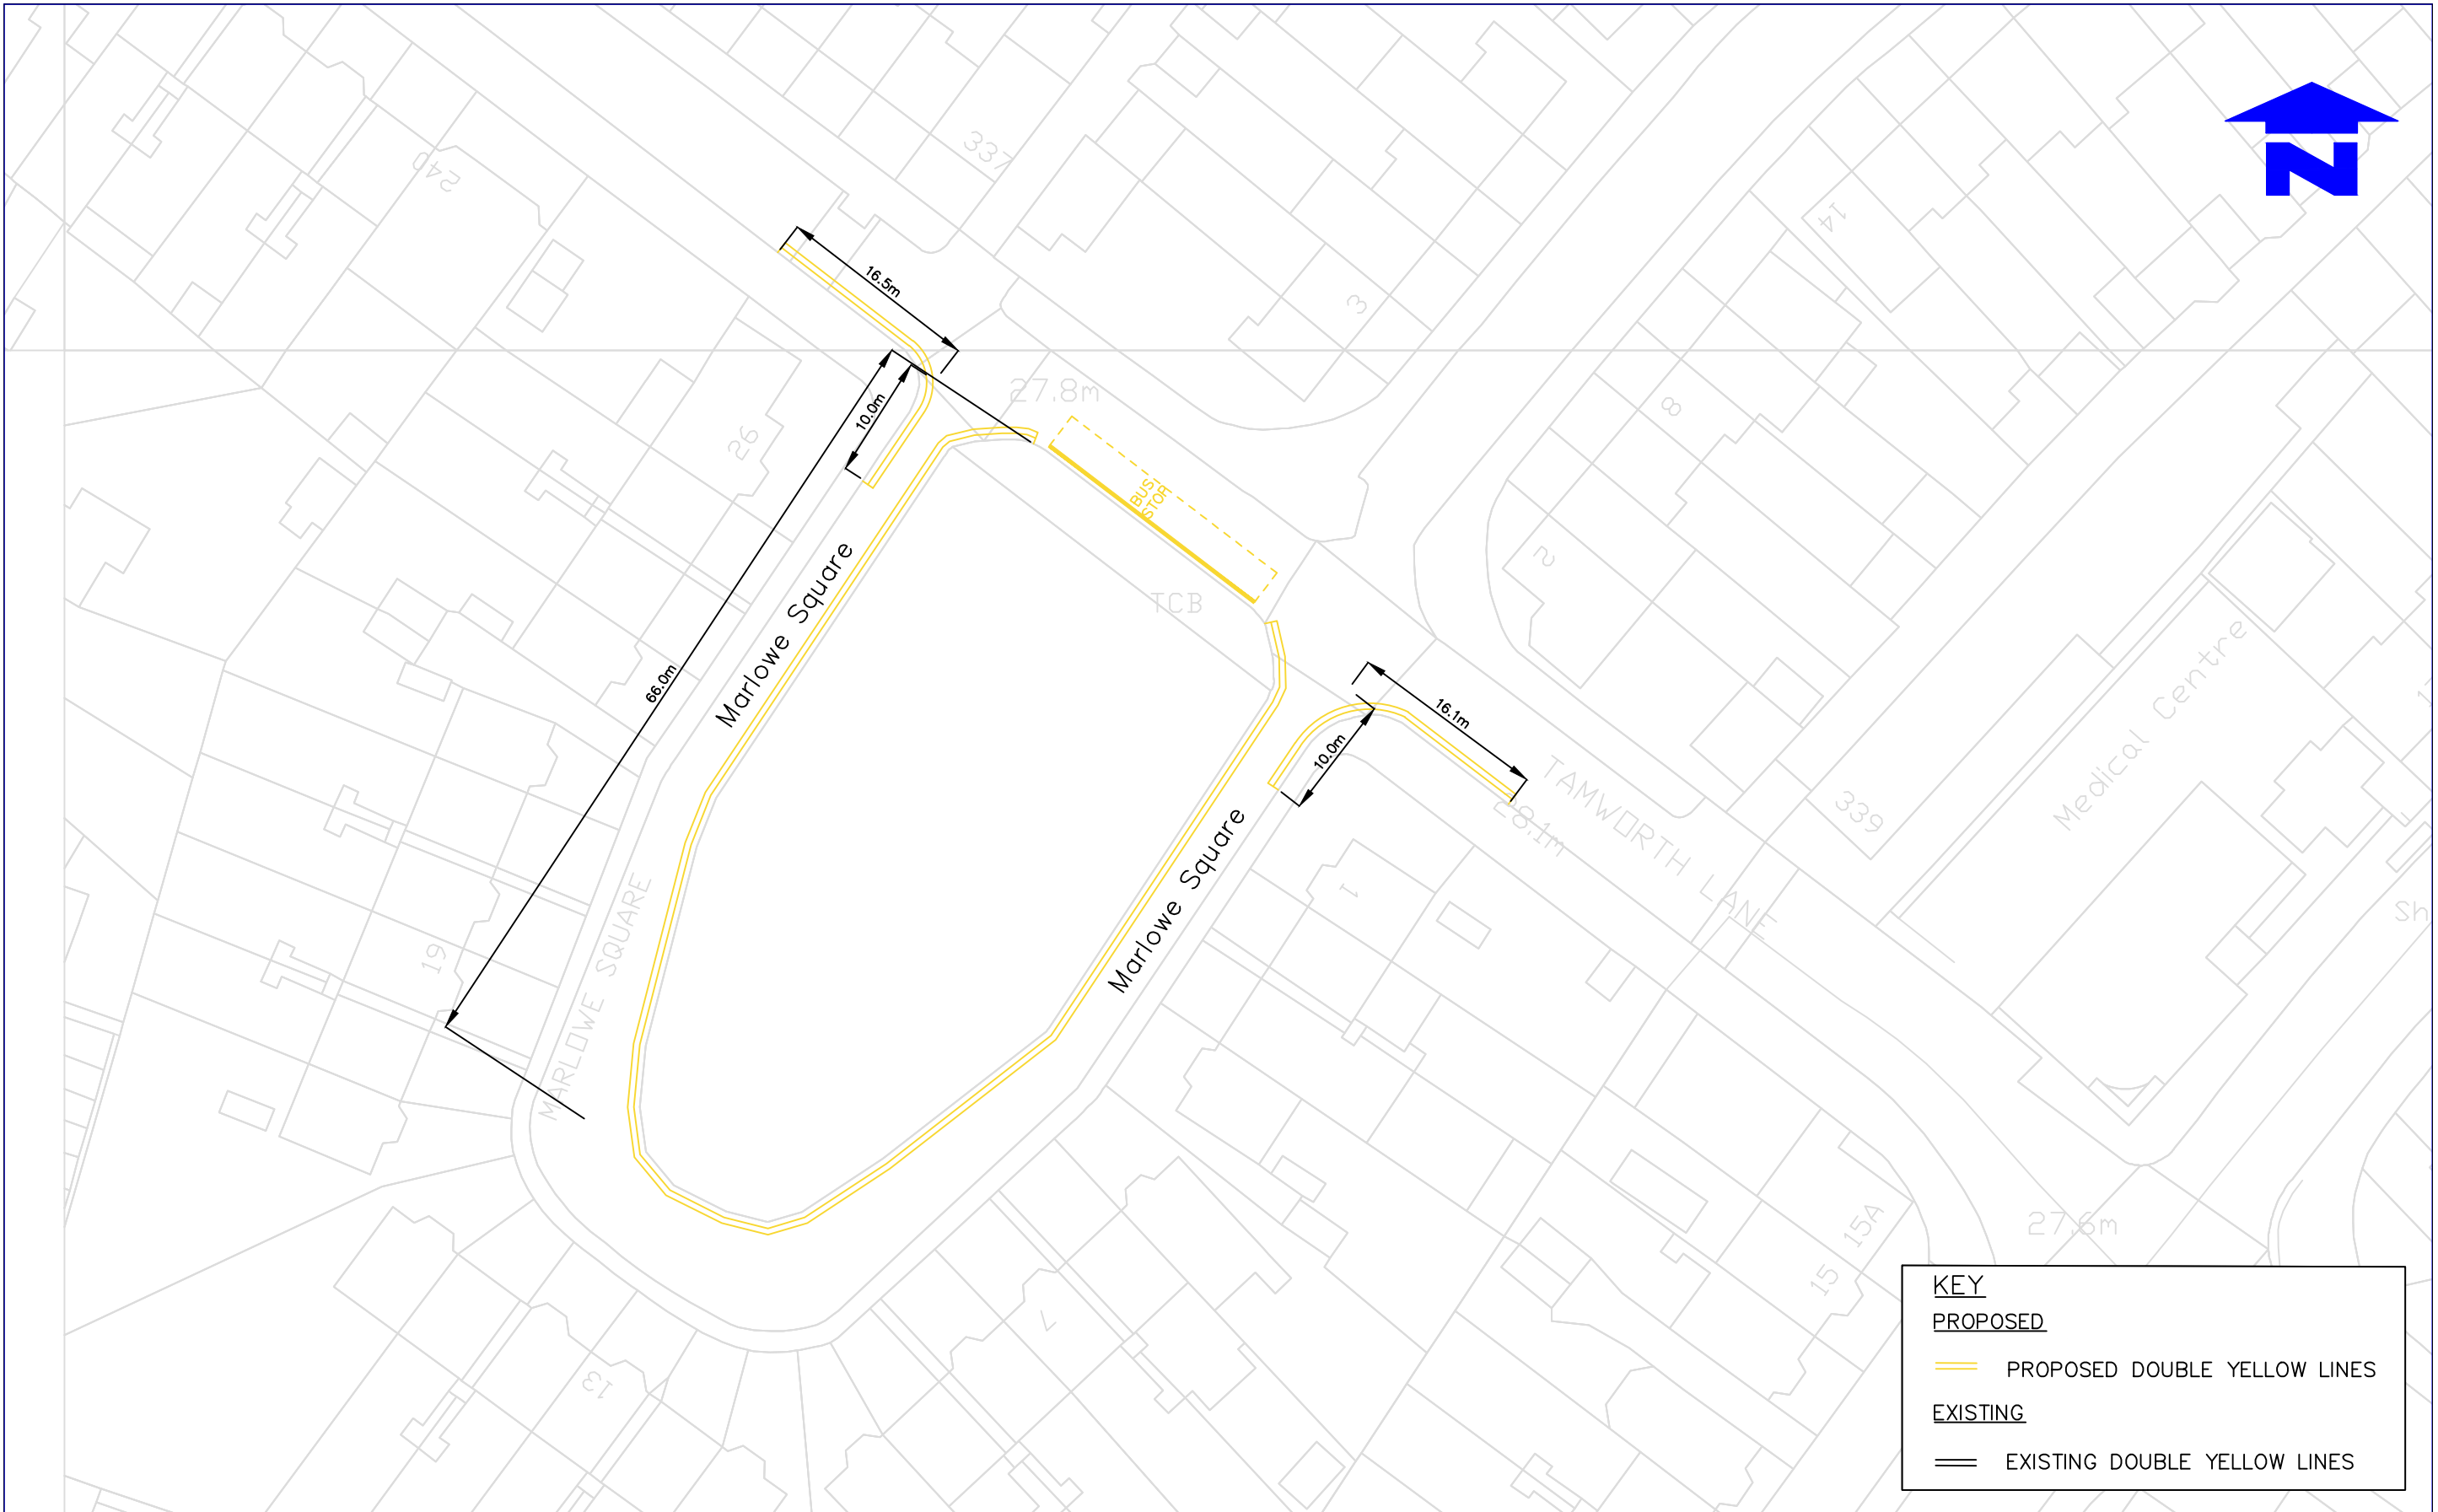 N
240
337
14
16.5m
3
27.8m
8
10.0m
26
BUS
STOP
2
Marlowe Square
TCB
66.0m
16.1m
10.0m
Medical Centre
TAMWORTH LANE
28.1m
339
Marlowe Square
1
Sh
MARLOWE SQUARE
19
15A
27.6m
15
7
13
KEY
PROPOSED
PROPOSED DOUBLE YELLOW LINES
EXISTING
EXISTING DOUBLE YELLOW LINES